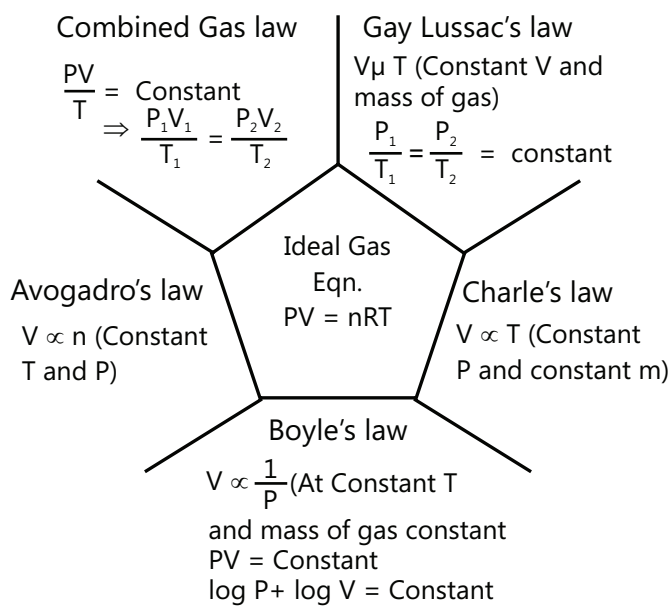 Combined Gas law
PV/T = Constant
⇒ P₁V₁/T₁ = P₂V₂/T₂
Gay Lussac's law
Vµ T (Constant V and
mass of gas)
P₁/T₁ = P₂/T₂ = constant
Ideal Gas
Eqn.
PV = nRT
Avogadro's law
V ∝ n (Constant
T and P)
Charle's law
V ∝ T (Constant
P and constant m)
Boyle's law
V ∝ 1/P (At Constant T
and mass of gas constant
PV = Constant
log P+ log V = Constant